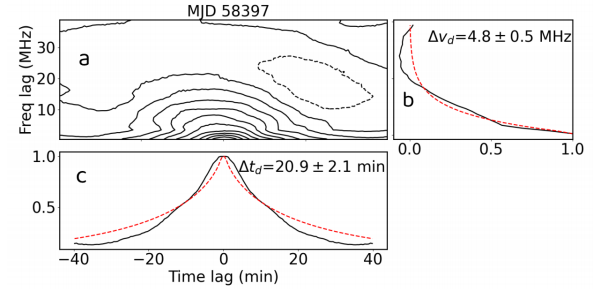 MJD 58397
Freq lag (MHz)
30
20
10
a
Δv_d=4.8 ± 0.5 MHz
b
0.0 0.5 1.0
1.0
0.5
c
Δt_d=20.9 ± 2.1 min
−40 −20 0 20 40
Time lag (min)